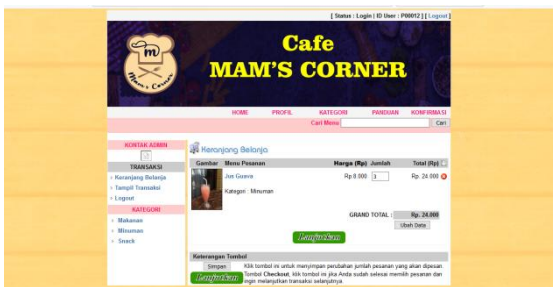 [ Status : Login | ID User : P00012 ] [ Logout ]
m
Mam's Corner
Cafe
MAM'S CORNER
HOME PROFIL KATEGORI PANDUAN KONFIRMASI
Cari Menu Cari
KONTAK ADMIN
TRANSAKSI
Keranjang Belanja
Tampil Transaksi
Logout
KATEGORI
Makanan
Minuman
Snack
Keranjang Belanja
Gambar Menu Pesanan Harga (Rp) Jumlah Total (Rp)
Jus Guava Rp 8.000 3 Rp. 24.000
Kategori : Minuman
GRAND TOTAL : Rp. 24.000
Ubah Data
Lanjutkan
Keterangan Tombol
Simpan Klik tombol ini untuk menyimpan perubahan jumlah pesanan yang akan dipesan.
Lanjutkan Tombol Checkout, klik tombol ini jika Anda sudah selesai memilih pesanan dan
ingin melanjutkan transaksi selanjutnya.